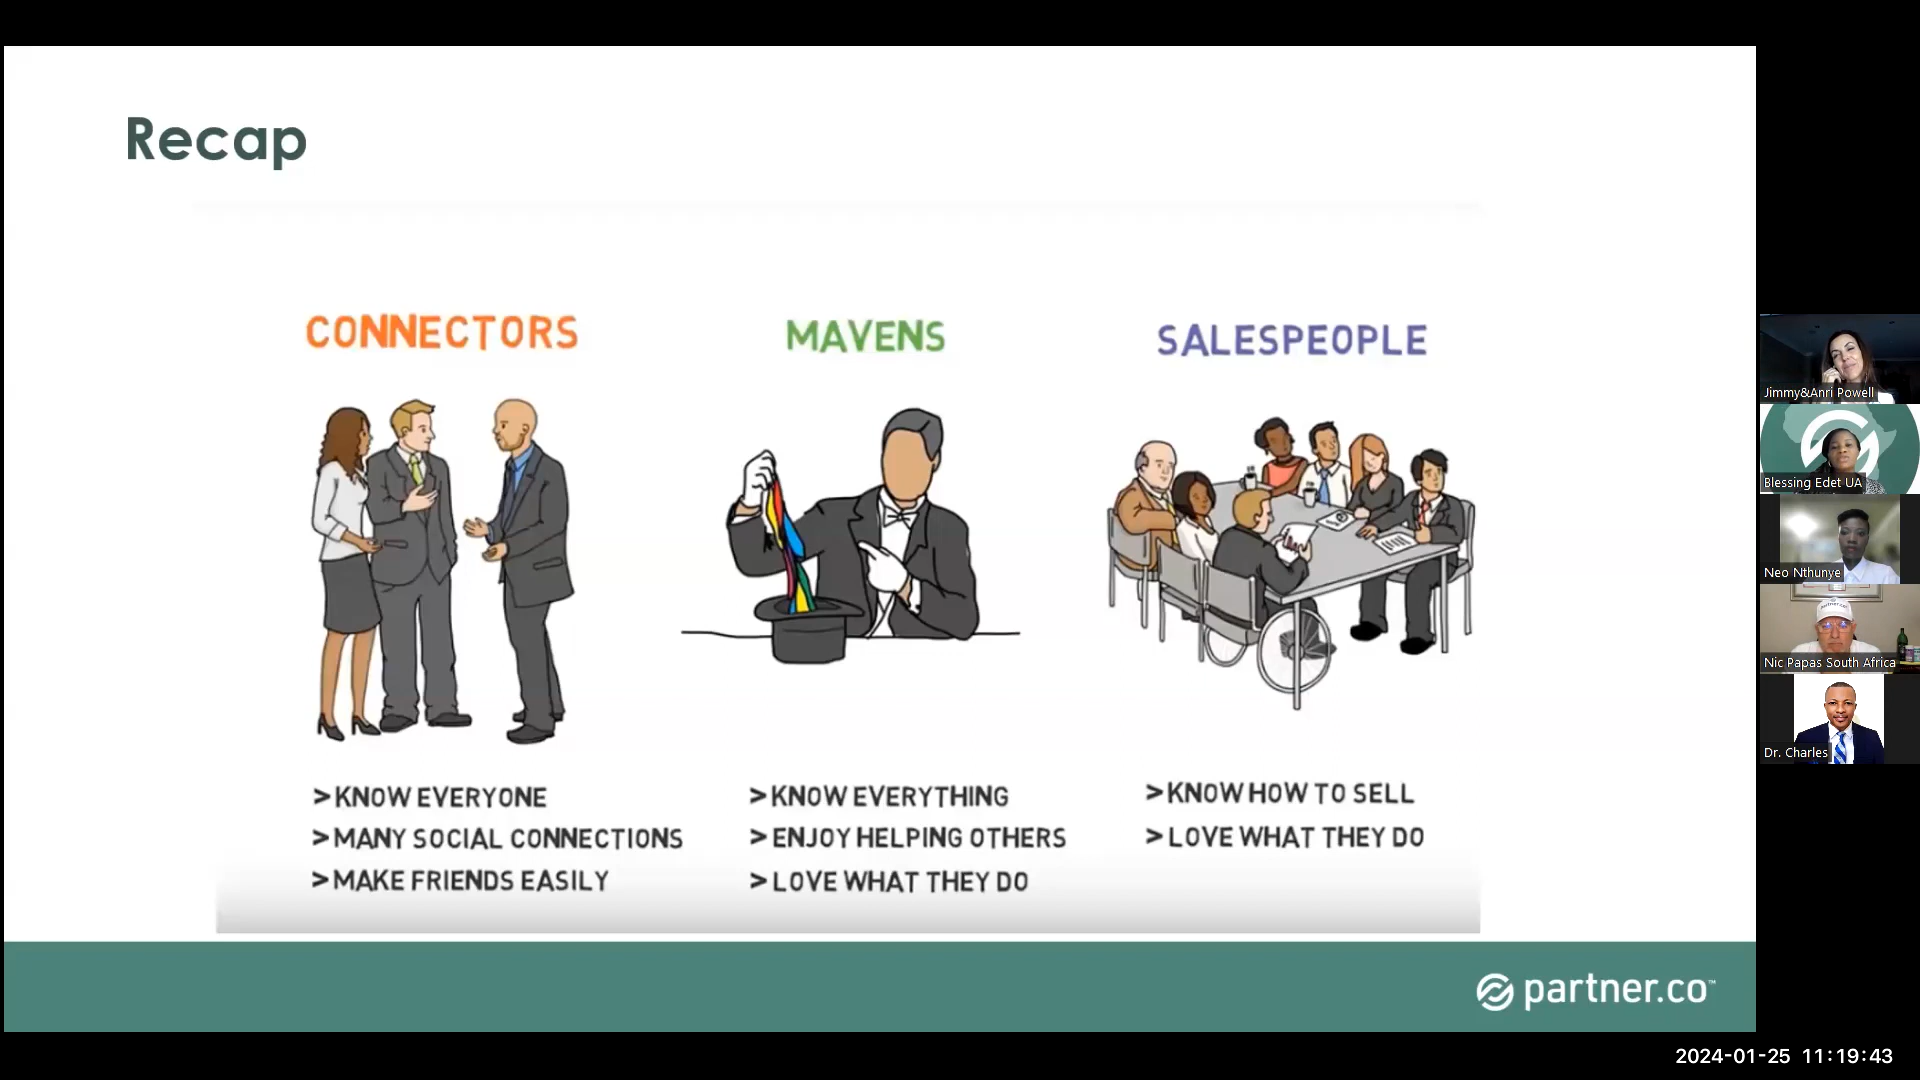 Recap
CONNECTORS
MAVENS
SALESPEOPLE
>KNOW EVERYONE
>MANY SOCIAL CONNECTIONS
>MAKE FRIENDS EASILY
>KNOW EVERYTHING
>ENJOY HELPING OTHERS
>LOVE WHAT THEY DO
>KNOW HOW TO SELL
>LOVE WHAT THEY DO
partner.co™
Jimmy&Anri Powell
Blessing Edet UA
Neo Nthunye
Nic Papas South Africa
Dr. Charles
2024-01-25 11:19:43